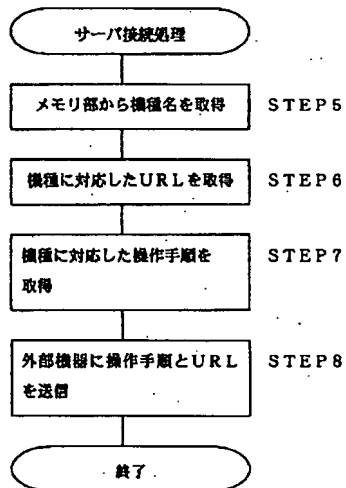 サーバ接続処理
メモリ部から機種名を取得 STEP5
機種に対応したURLを取得 STEP6
機種に対応した操作手順を STEP7
取得
外部機器に操作手順とURL STEP8
を送信
終了